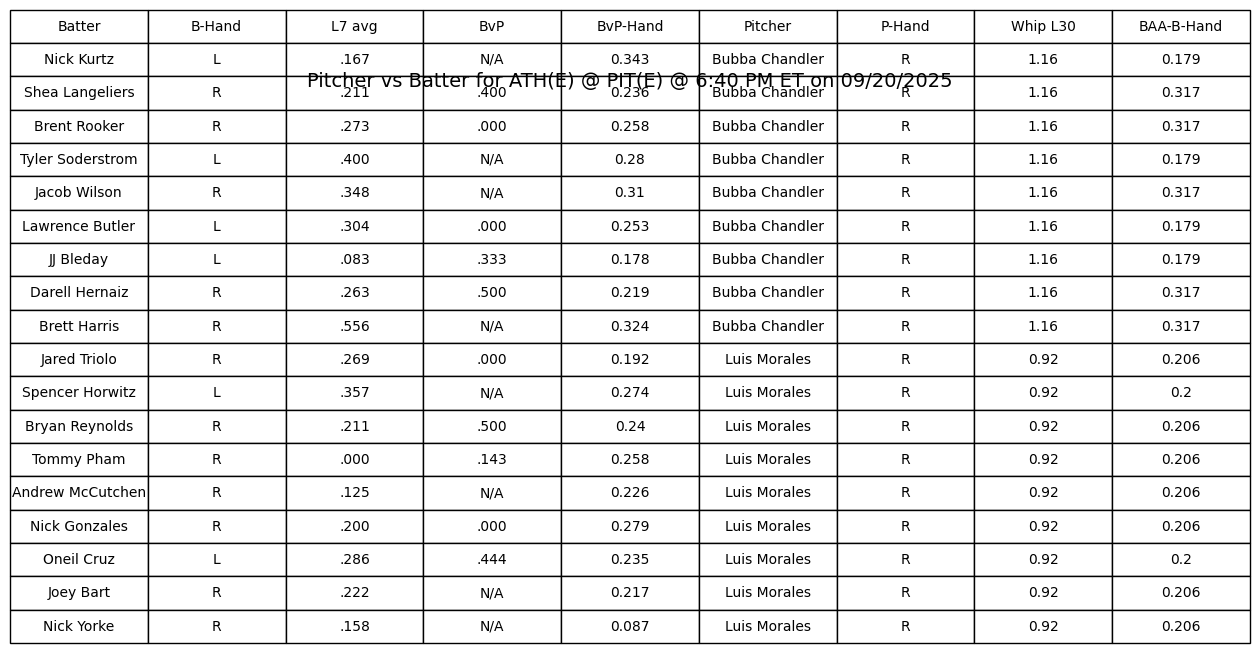 Batter B-Hand L7 avg BvP BvP-Hand Pitcher P-Hand Whip L30 BAA-B-Hand
Nick Kurtz L .167 N/A 0.343 Bubba Chandler R 1.16 0.179
Pitcher vs Batter for ATH(E) @ PIT(E) @ 6:40 PM ET on 09/20/2025
Shea Langeliers R .211 .400 0.236 Bubba Chandler R 1.16 0.317
Brent Rooker R .273 .000 0.258 Bubba Chandler R 1.16 0.317
Tyler Soderstrom L .400 N/A 0.28 Bubba Chandler R 1.16 0.179
Jacob Wilson R .348 N/A 0.31 Bubba Chandler R 1.16 0.317
Lawrence Butler L .304 .000 0.253 Bubba Chandler R 1.16 0.179
JJ Bleday L .083 .333 0.178 Bubba Chandler R 1.16 0.179
Darell Hernaiz R .263 .500 0.219 Bubba Chandler R 1.16 0.317
Brett Harris R .556 N/A 0.324 Bubba Chandler R 1.16 0.317
Jared Triolo R .269 .000 0.192 Luis Morales R 0.92 0.206
Spencer Horwitz L .357 N/A 0.274 Luis Morales R 0.92 0.2
Bryan Reynolds R .211 .500 0.24 Luis Morales R 0.92 0.206
Tommy Pham R .000 .143 0.258 Luis Morales R 0.92 0.206
Andrew McCutchen R .125 N/A 0.226 Luis Morales R 0.92 0.206
Nick Gonzales R .200 .000 0.279 Luis Morales R 0.92 0.206
Oneil Cruz L .286 .444 0.235 Luis Morales R 0.92 0.2
Joey Bart R .222 N/A 0.217 Luis Morales R 0.92 0.206
Nick Yorke R .158 N/A 0.087 Luis Morales R 0.92 0.206